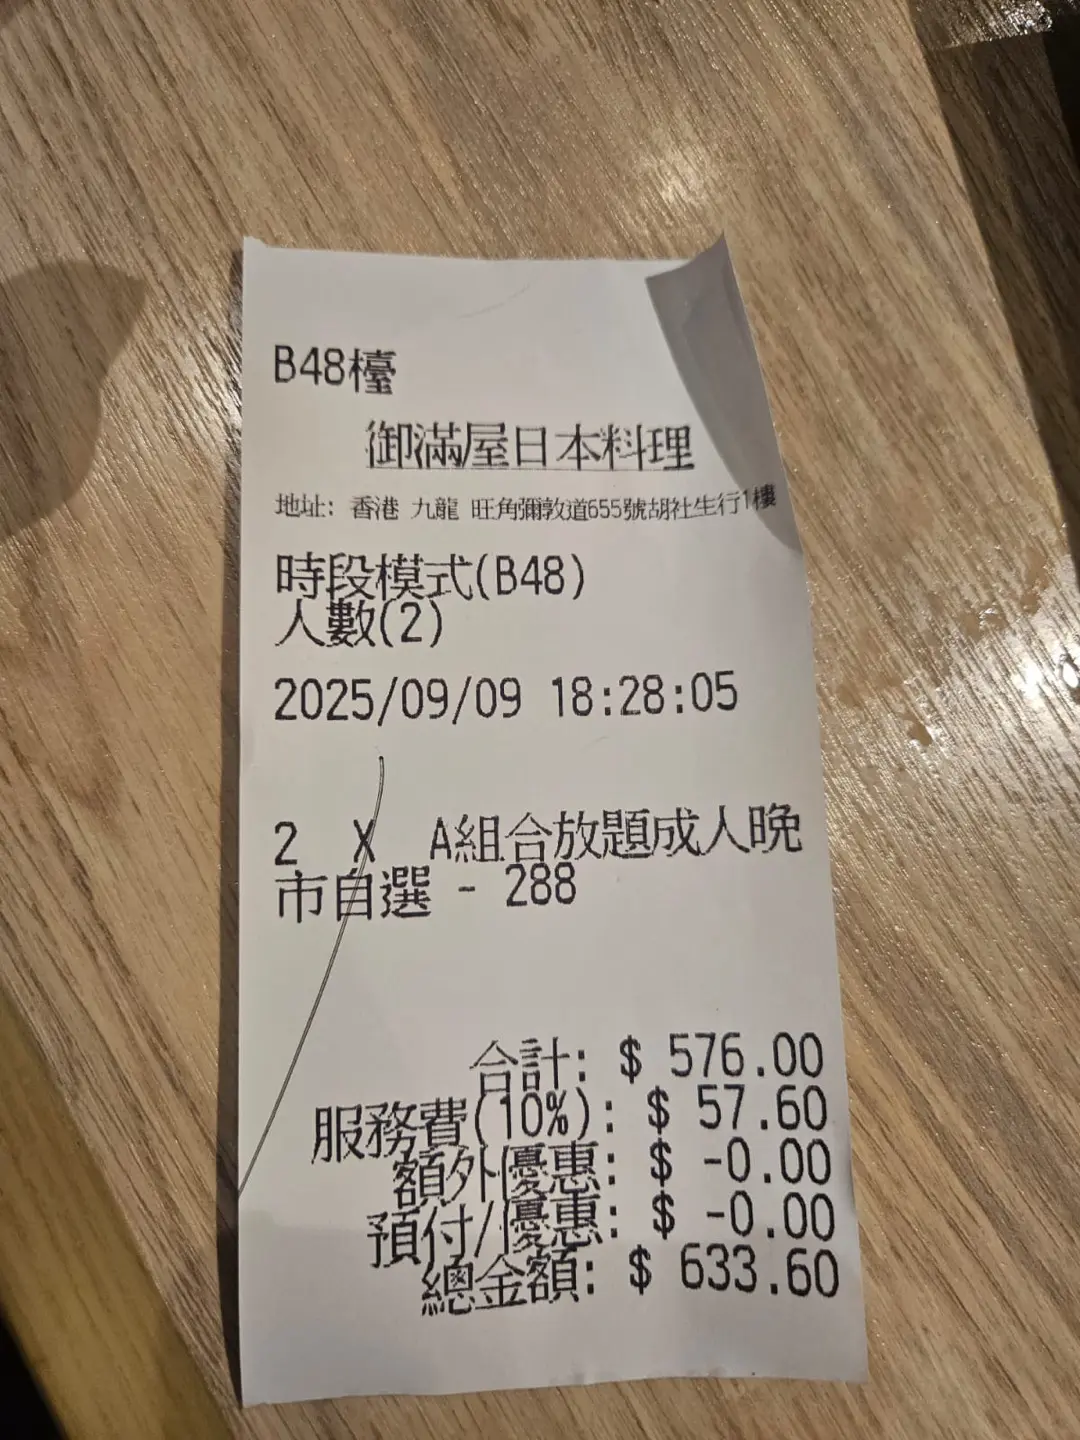 B48檯
御滿屋日本料理
地址: 香港 九龍 旺角彌敦道655號胡社生行1樓
時段模式(B48)
人數(2)
2025/09/09 18:28:05
2 X A組合放題成人晚
市自選 - 288
合計: $ 576.00
服務費(10%): $ 57.60
額外優惠: $ -0.00
預付/優惠: $ -0.00
總金額: $ 633.60